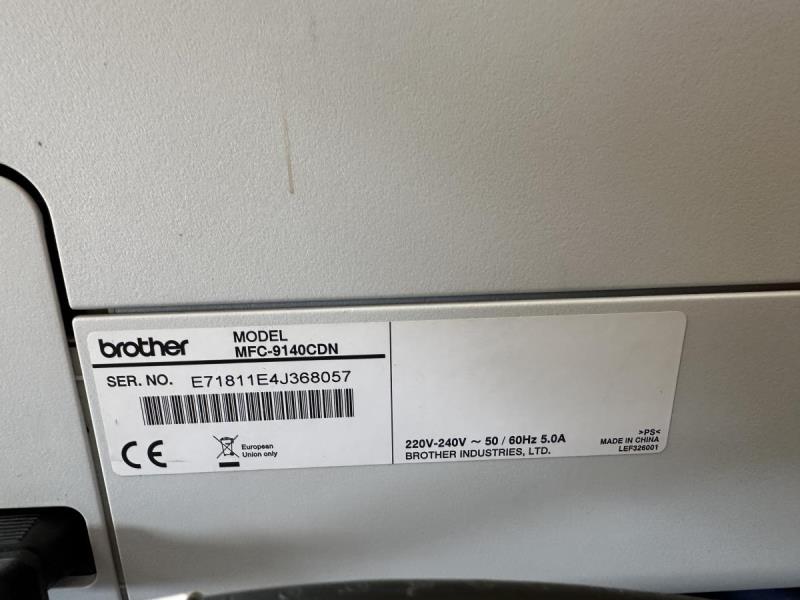 brother
MODEL
MFC-9140CDN
SER. NO. E71811E4J368057
CE
European
Union only
220V-240V ~ 50 / 60Hz 5.0A
BROTHER INDUSTRIES, LTD.
>PS<
MADE IN CHINA
LEF326001